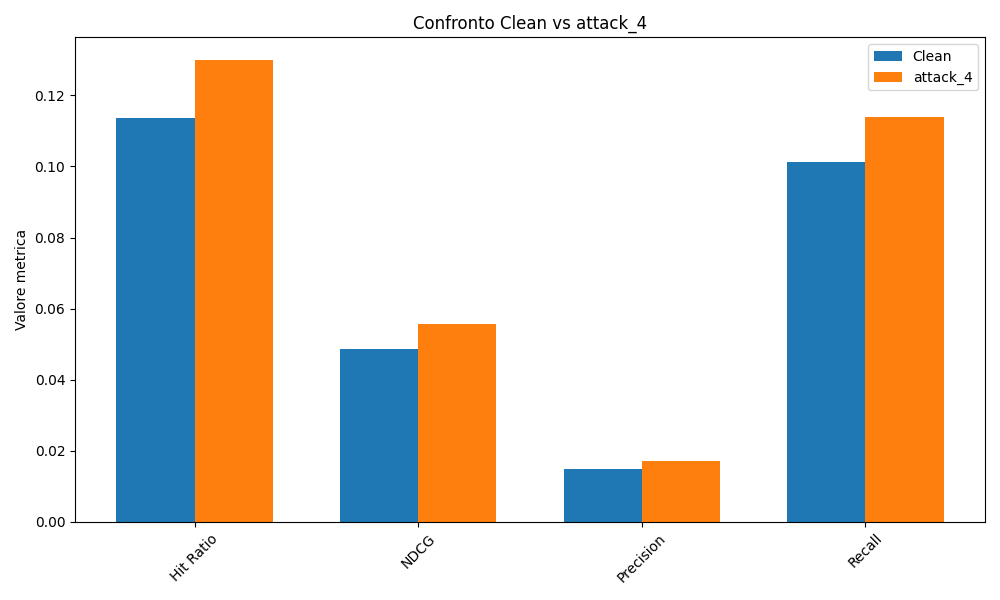 Confronto Clean vs attack_4
Clean
attack_4
Valore metrica
0.12
0.10
0.08
0.06
0.04
0.02
0.00
Hit Ratio
NDCG
Precision
Recall